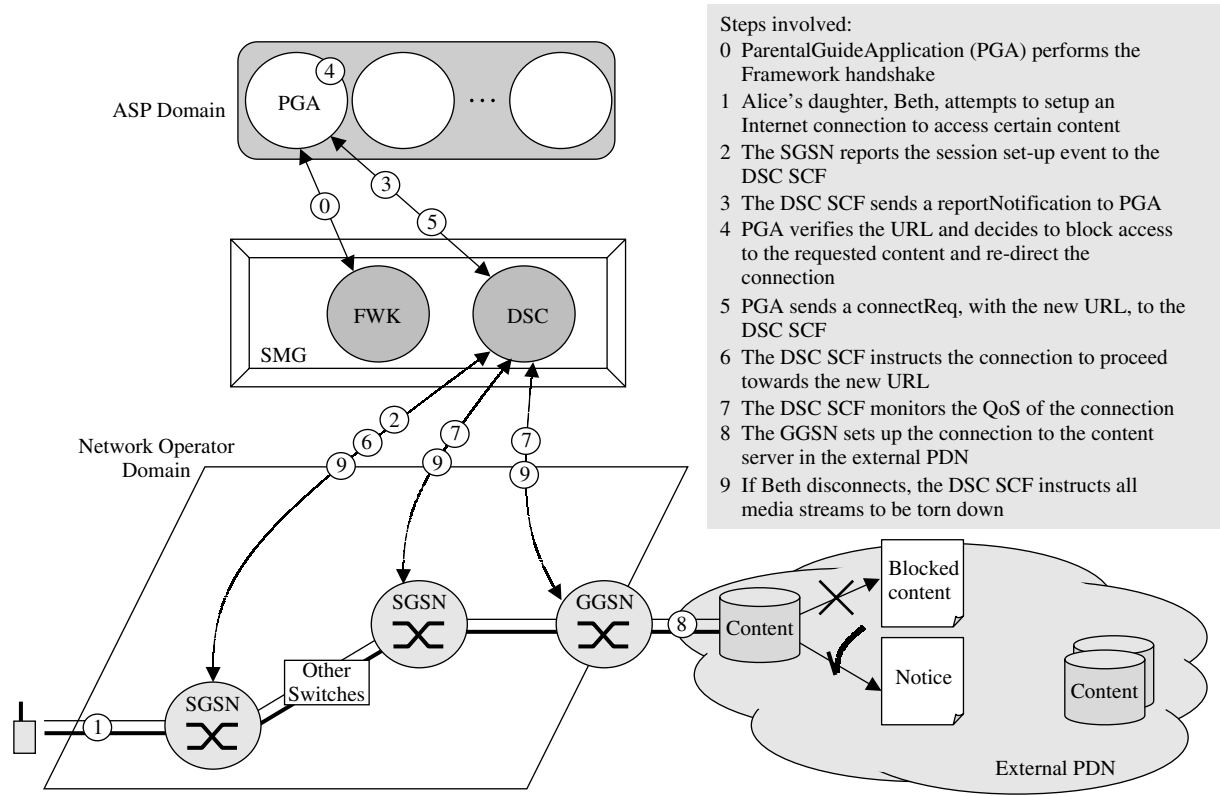 Steps involved:
0 ParentalGuideApplication (PGA) performs the
Framework handshake
1 Alice's daughter, Beth, attempts to setup an
Internet connection to access certain content
2 The SGSN reports the session set-up event to the
DSC SCF
3 The DSC SCF sends a reportNotification to PGA
4 PGA verifies the URL and decides to block access
to the requested content and re-direct the
connection
5 PGA sends a connectReq, with the new URL, to the
DSC SCF
6 The DSC SCF instructs the connection to proceed
towards the new URL
7 The DSC SCF monitors the QoS of the connection
8 The GGSN sets up the connection to the content
server in the external PDN
9 If Beth disconnects, the DSC SCF instructs all
media streams to be torn down
ASP Domain
PGA
4
...
3
0
5
FWK
DSC
SMG
2
6
9
7
9
7
9
Network Operator
Domain
SGSN
GGSN
8
Other
Switches
SGSN
1
Content
Blocked
content
Notice
Content
External PDN